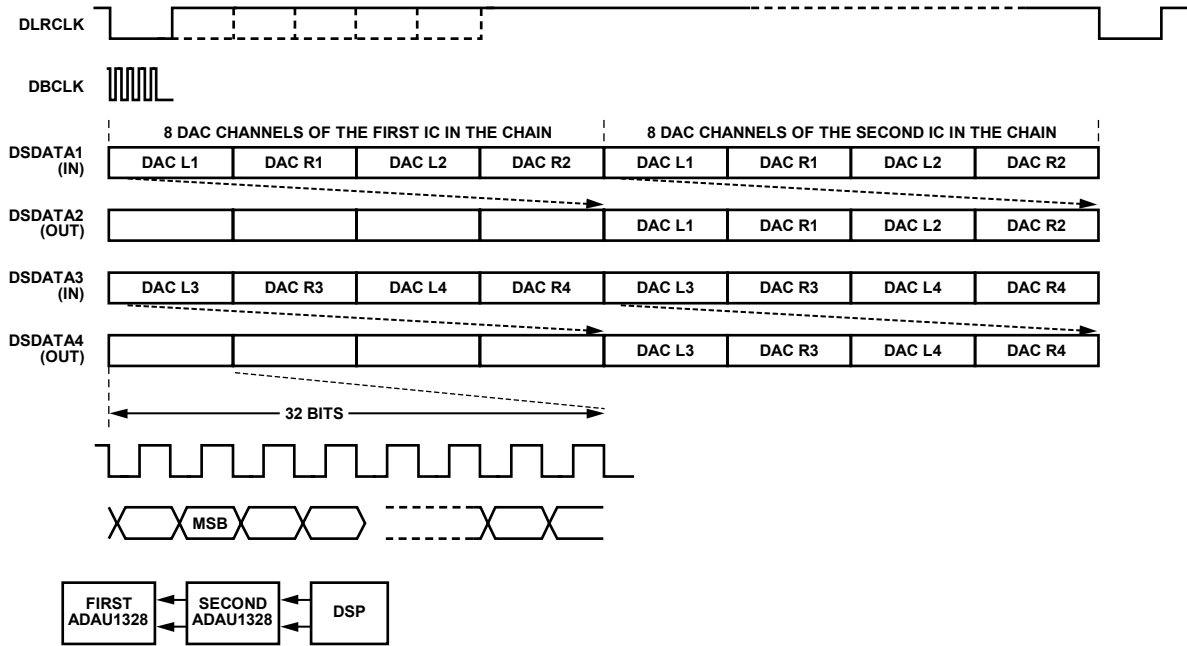 DLRCLK
DBCLK
8 DAC CHANNELS OF THE FIRST IC IN THE CHAIN
8 DAC CHANNELS OF THE SECOND IC IN THE CHAIN
DSDATA1
(IN)
DAC L1 DAC R1 DAC L2 DAC R2 DAC L1 DAC R1 DAC L2 DAC R2
DSDATA2
(OUT)
DAC L1 DAC R1 DAC L2 DAC R2
DSDATA3
(IN)
DAC L3 DAC R3 DAC L4 DAC R4 DAC L3 DAC R3 DAC L4 DAC R4
DSDATA4
(OUT)
DAC L3 DAC R3 DAC L4 DAC R4
32 BITS
MSB
FIRST
ADAU1328
SECOND
ADAU1328
DSP